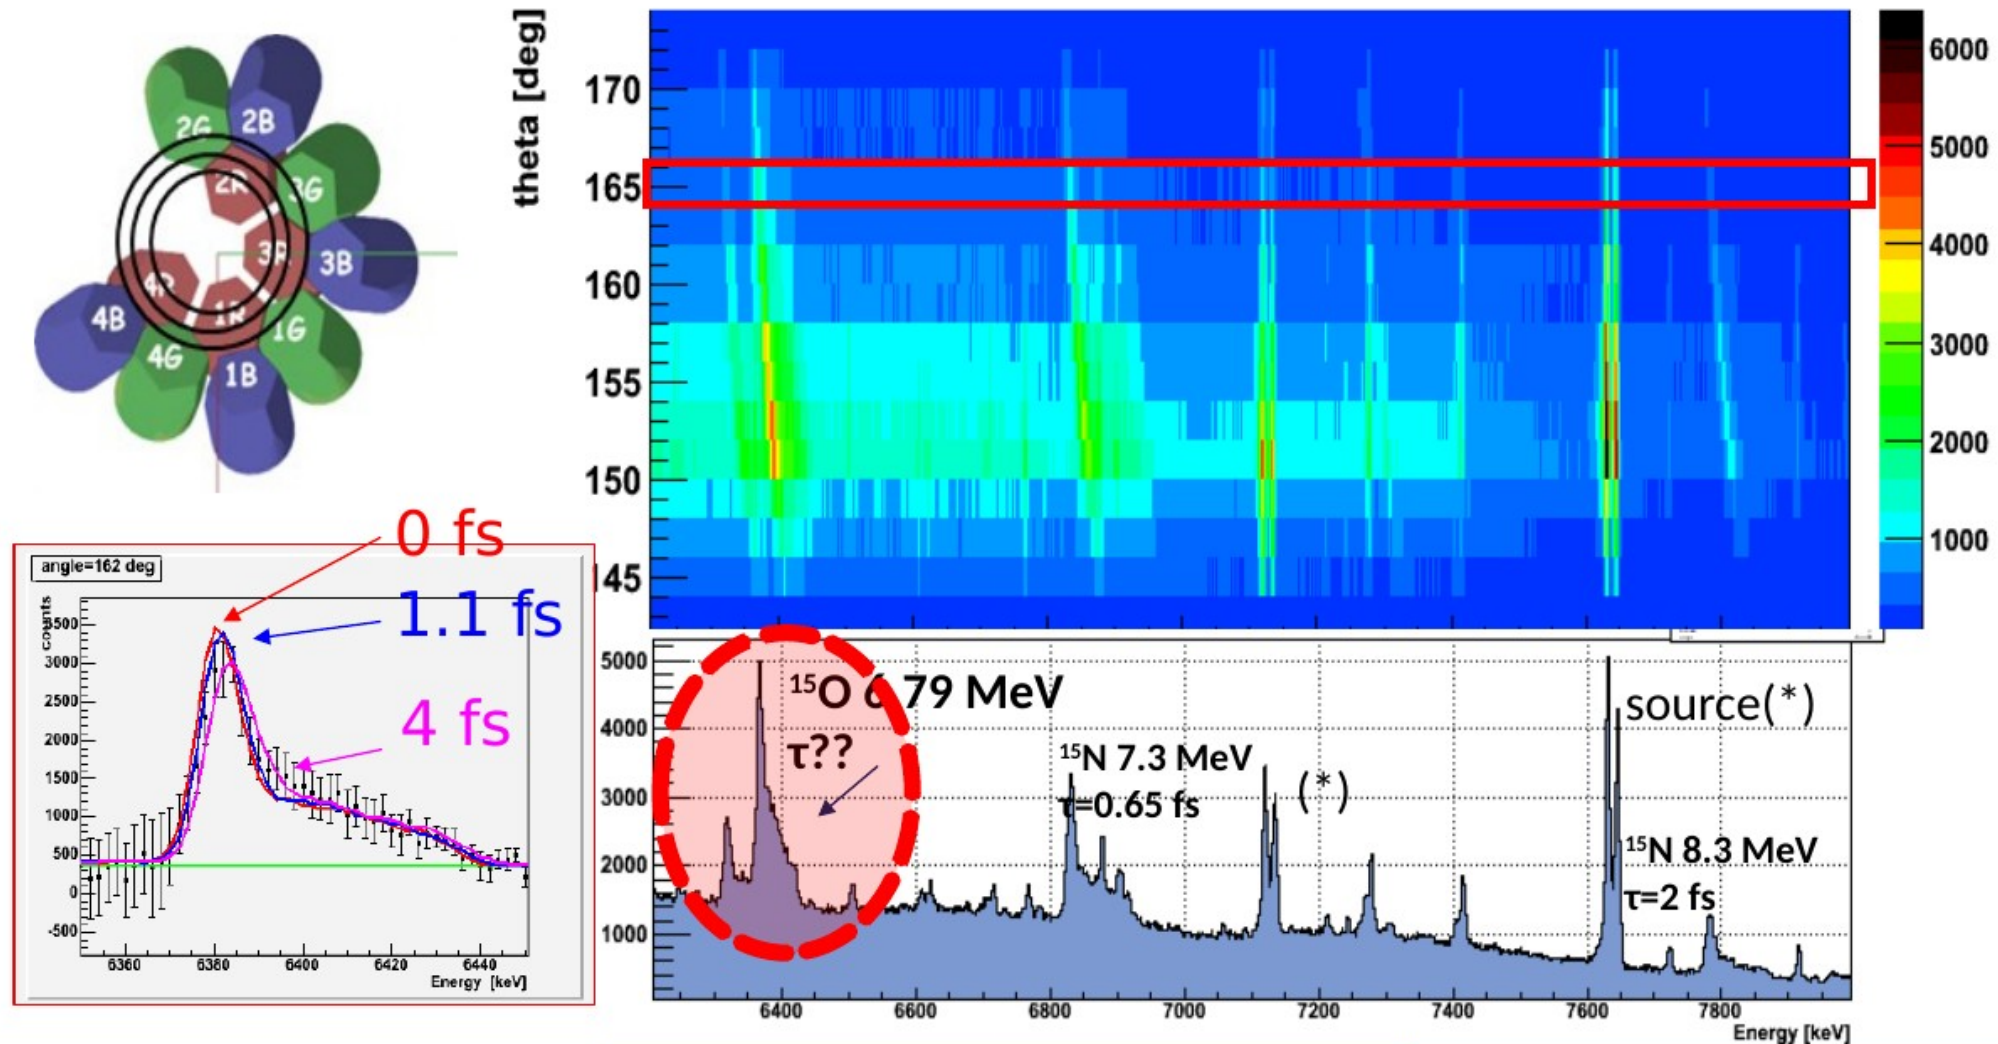 2G
2B
2R
3G
3R
3B
4R
1R
4B
1G
4G
1B
theta [deg]
170
165
160
155
150
145
6000
5000
4000
3000
2000
1000
0 fs
1.1 fs
4 fs
angle=162 deg
counts
3500
3000
2500
2000
1500
1000
500
0
-500
6360
6380
6400
6420
6440
Energy [keV]
5000
4000
3000
2000
1000
¹⁵O 6.79 MeV
τ??
¹⁵N 7.3 MeV
τ=0.65 fs
(*)
source(*)
¹⁵N 8.3 MeV
τ=2 fs
6400
6600
6800
7000
7200
7400
7600
7800
Energy [keV]